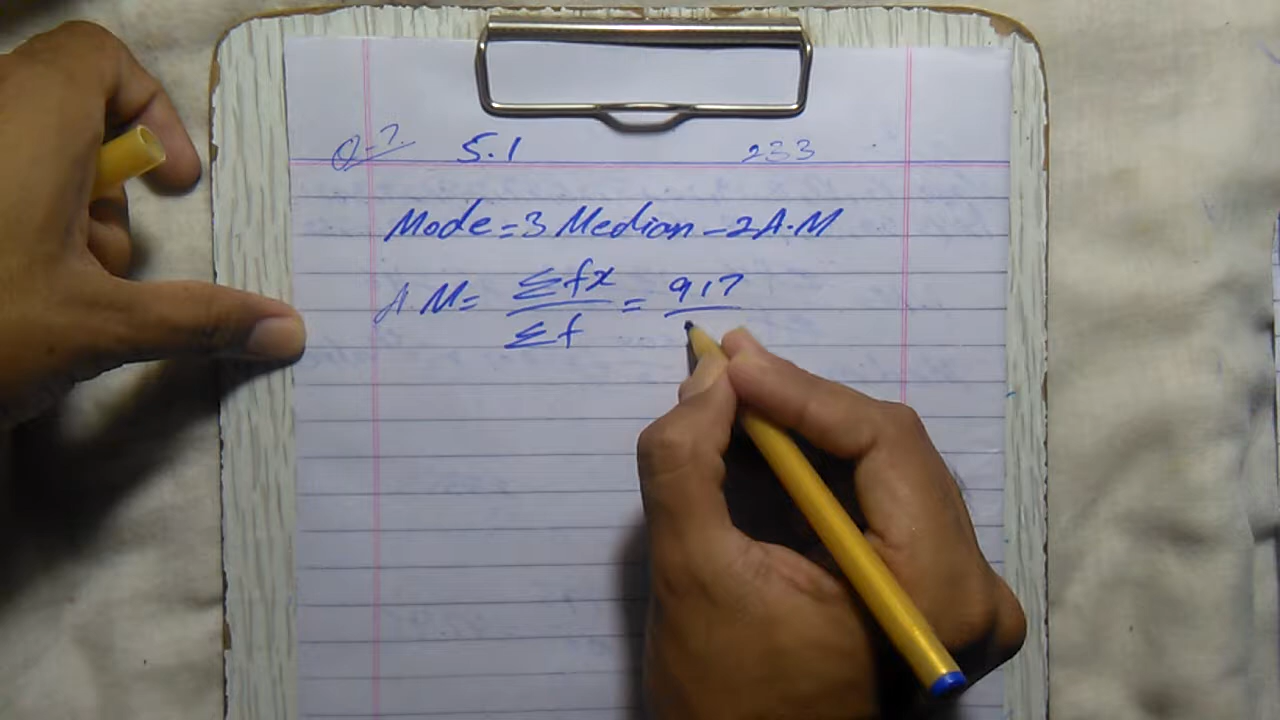 Q-7 5.1 233
Mode = 3 Median - 2A.M
A M = Σfx / Σf = 917 /